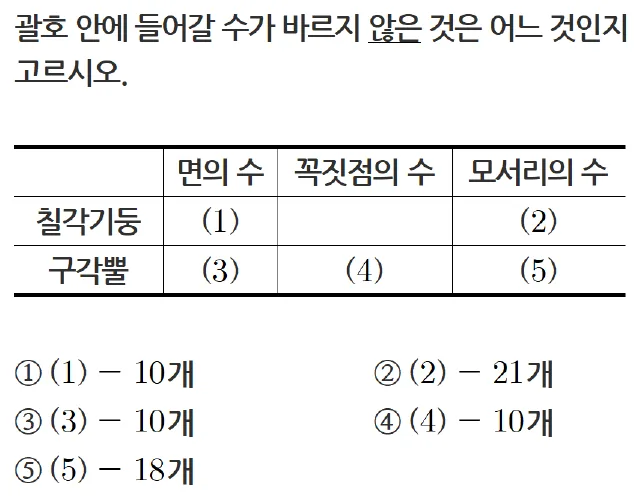 괄호 안에 들어갈 수가 바르지 않은 것은 어느 것인지
고르시오.
면의 수 꼭짓점의 수 모서리의 수
칠각기둥 (1) (2)
구각뿔 (3) (4) (5)
① (1) − 10개 ② (2) − 21개
③ (3) − 10개 ④ (4) − 10개
⑤ (5) − 18개